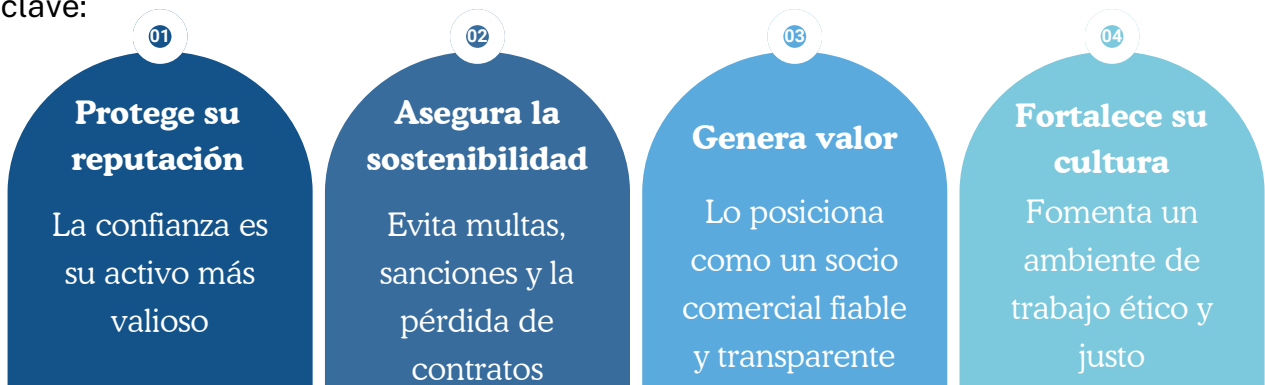 clave:
01
Protege su
reputación
La confianza es
su activo más
valioso
02
Asegura la
sostenibilidad
Evita multas,
sanciones y la
pérdida de
contratos
03
Genera valor
Lo posiciona
como un socio
comercial fiable
y transparente
04
Fortalece su
cultura
Fomenta un
ambiente de
trabajo ético y
justo